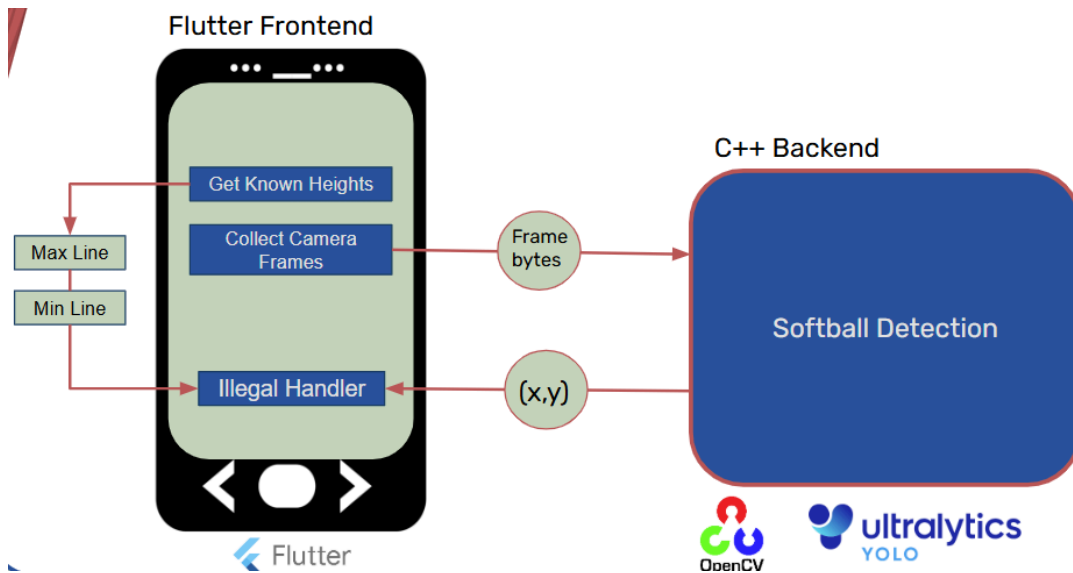 Flutter Frontend
C++ Backend
Get Known Heights
Collect Camera
Frames
Max Line
Min Line
Frame
bytes
Softball Detection
Illegal Handler
(x,y)
Flutter
OpenCV
ultralytics
YOLO